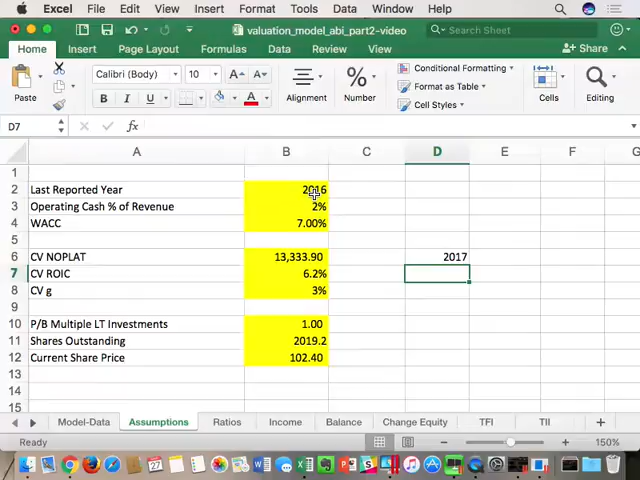 Excel File Edit View Insert Format Tools Data Window Help
valuation_model_abi_part2-video
Search Sheet
Home Insert Page Layout Formulas Data Review View
Share
Paste
Calibri (Body) 10
B I U
Alignment
Number
Conditional Formatting
Format as Table
Cell Styles
Cells
Editing
D7 fx
A B C D E F G
1
2 Last Reported Year 2016
3 Operating Cash % of Revenue 2%
4 WACC 7.00%
5
6 CV NOPLAT 13,333.90 2017
7 CV ROIC 6.2%
8 CV g 3%
9
10 P/B Multiple LT Investments 1.00
11 Shares Outstanding 2019.2
12 Current Share Price 102.40
13
14
15
Model-Data Assumptions Ratios Income Balance Change Equity TFI TII
Ready 150%